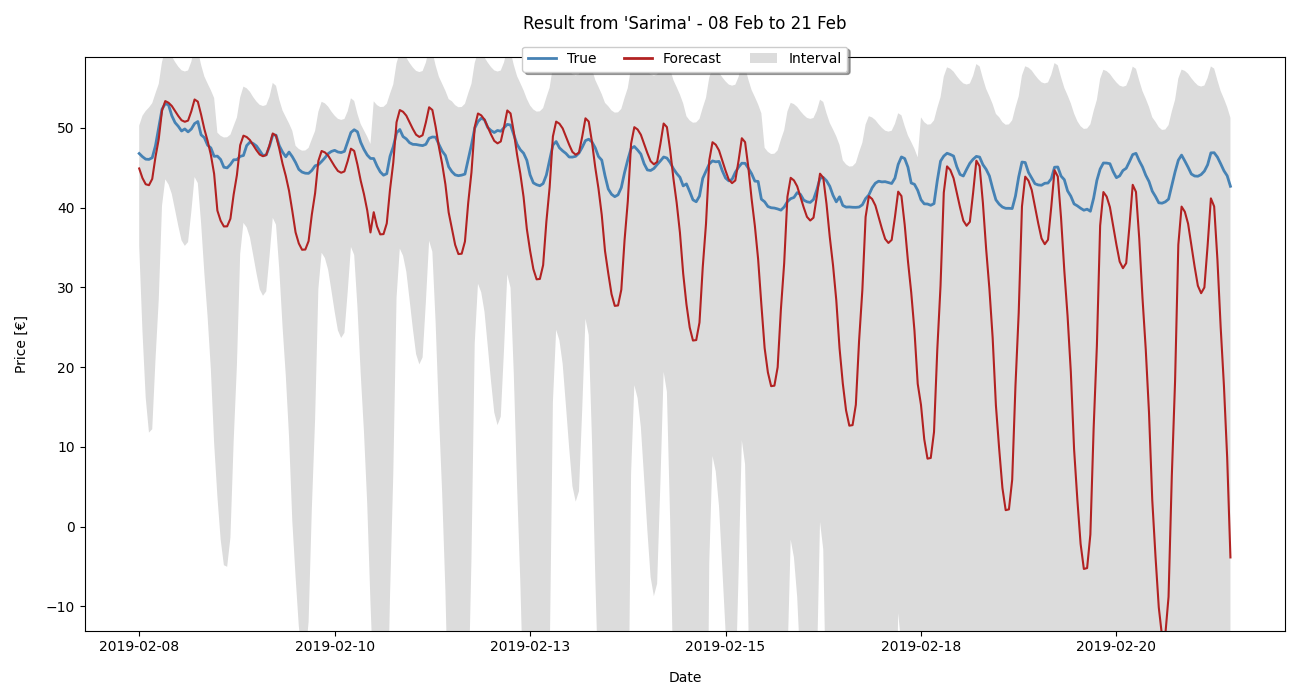 Result from 'Sarima' - 08 Feb to 21 Feb
True Forecast Interval
50
40
30
20
10
0
−10
Price [€]
2019-02-08 2019-02-10 2019-02-13 2019-02-15 2019-02-18 2019-02-20
Date